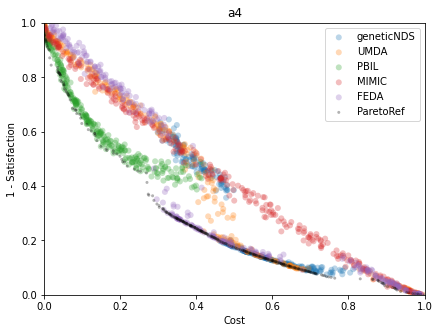 a4
geneticNDS
UMDA
PBIL
MIMIC
FEDA
ParetoRef
1 - Satisfaction
1.0
0.8
0.6
0.4
0.2
0.0
0.0 0.2 0.4 0.6 0.8 1.0
Cost